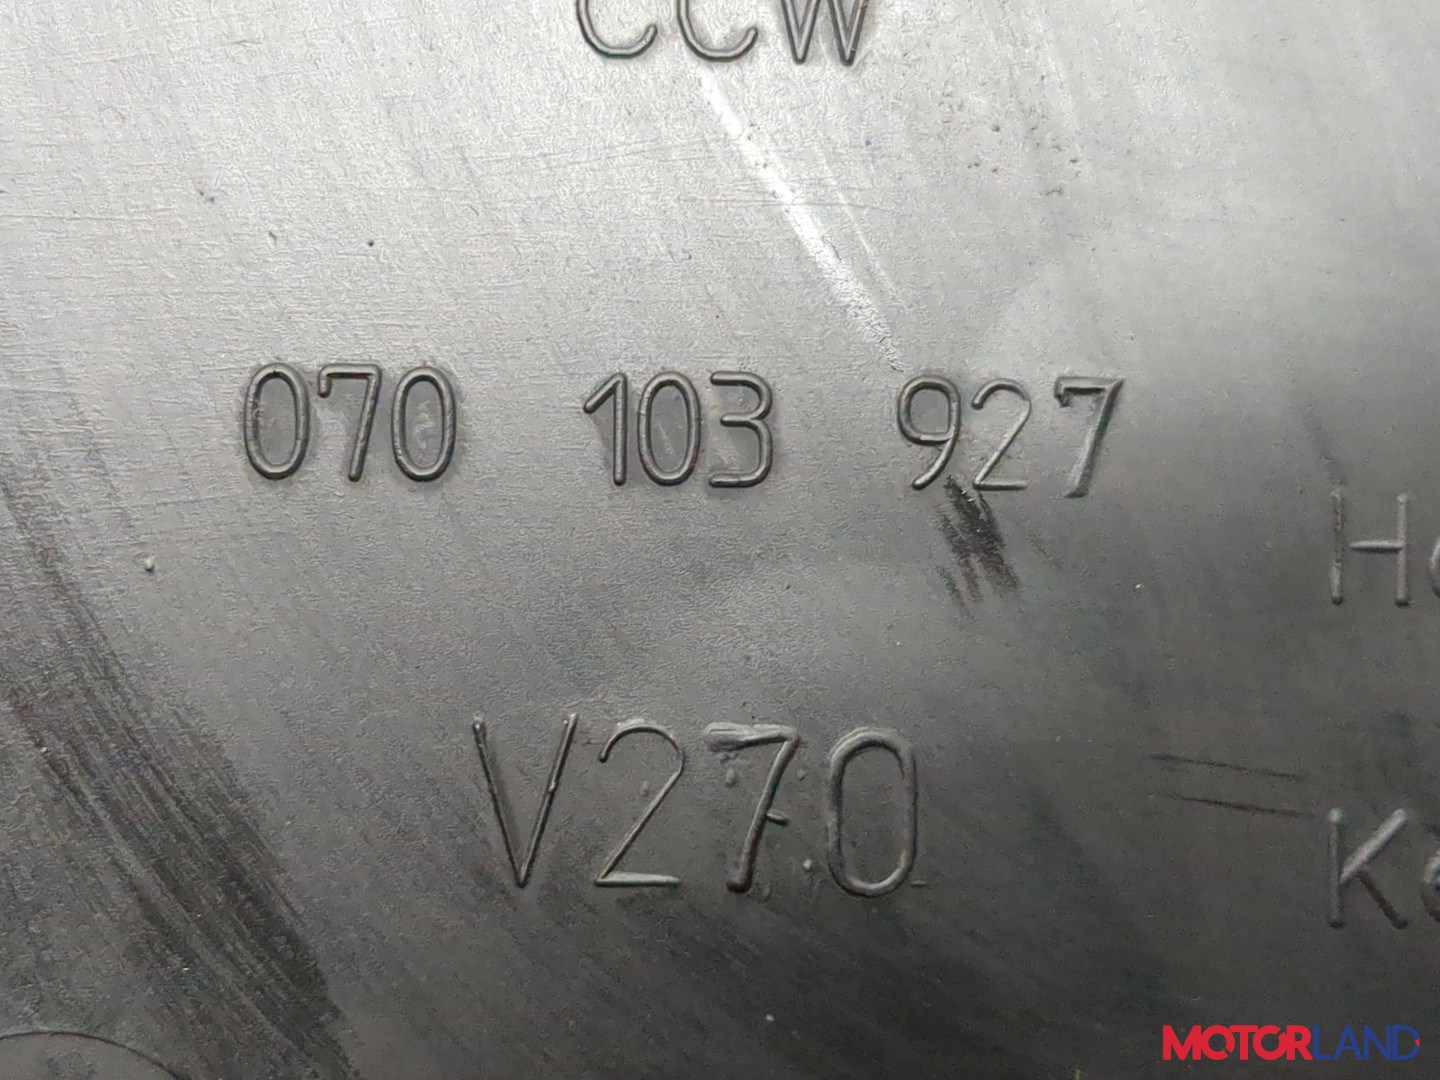 CCW
070 103 927
H
V270
K
MOTORLAND